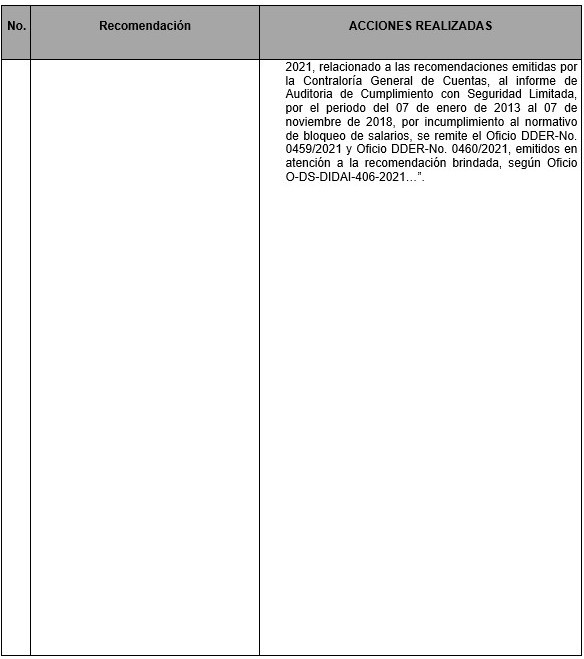 No. Recomendación ACCIONES REALIZADAS
2021, relacionado a las recomendaciones emitidas por
la Contraloría General de Cuentas, al informe de
Auditoria de Cumplimiento con Seguridad Limitada,
por el periodo del 07 de enero de 2013 al 07 de
noviembre de 2018, por incumplimiento al normativo
de bloqueo de salarios, se remite el Oficio DDER-No.
0459/2021 y Oficio DDER-No. 0460/2021, emitidos en
atención a la recomendación brindada, según Oficio
O-DS-DIDAI-406-2021…”.